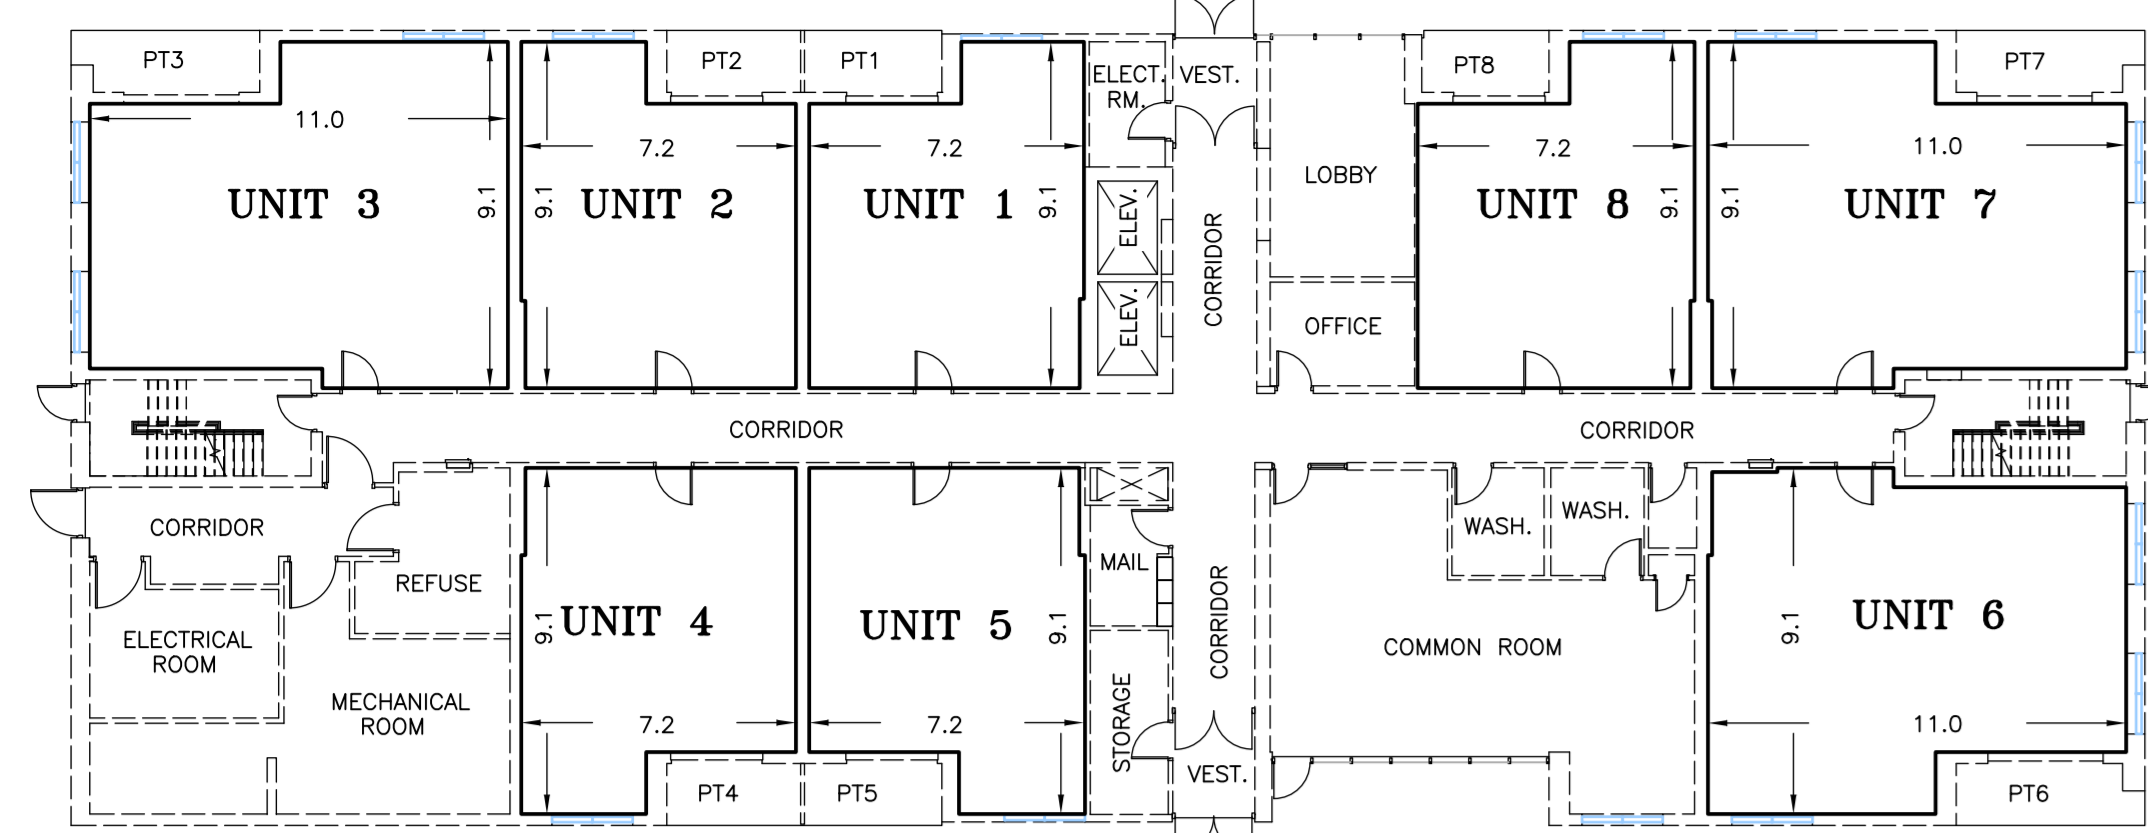 PT3
PT2
PT1
ELECT.
RM.
VEST.
PT8
PT7
11.0
7.2
7.2
7.2
11.0
LOBBY
UNIT 3
9.1
9.1
UNIT 2
UNIT 1
9.1
ELEV.
CORRIDOR
UNIT 8
9.1
9.1
UNIT 7
ELEV.
OFFICE
CORRIDOR
CORRIDOR
CORRIDOR
REFUSE
MAIL
CORRIDOR
WASH.
WASH.
ELECTRICAL
ROOM
9.1
UNIT 4
UNIT 5
9.1
COMMON ROOM
9.1
UNIT 6
MECHANICAL
ROOM
7.2
7.2
STORAGE
11.0
VEST.
PT4
PT5
PT6